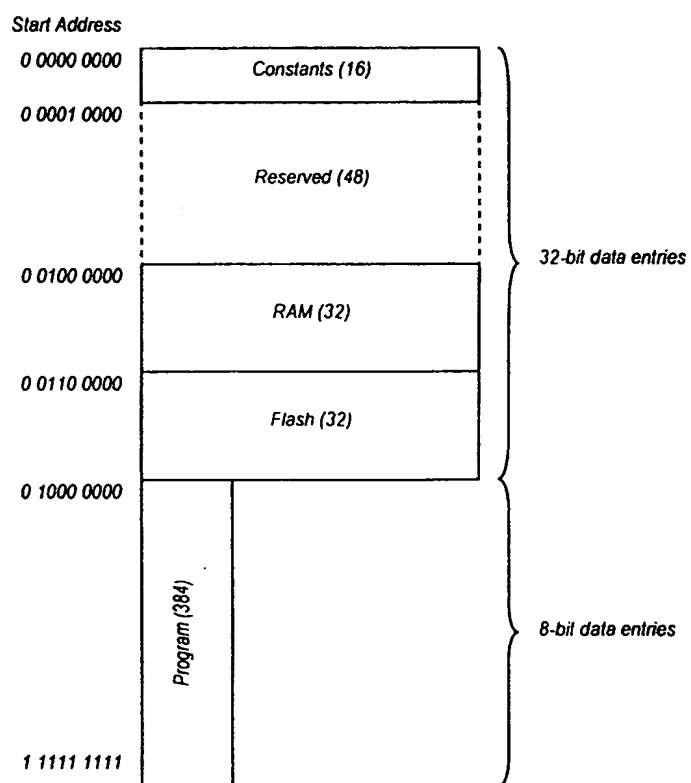 Start Address
0 0000 0000
Constants (16)
0 0001 0000
Reserved (48)
32-bit data entries
0 0100 0000
RAM (32)
0 0110 0000
Flash (32)
0 1000 0000
Program (384)
8-bit data entries
1 1111 1111